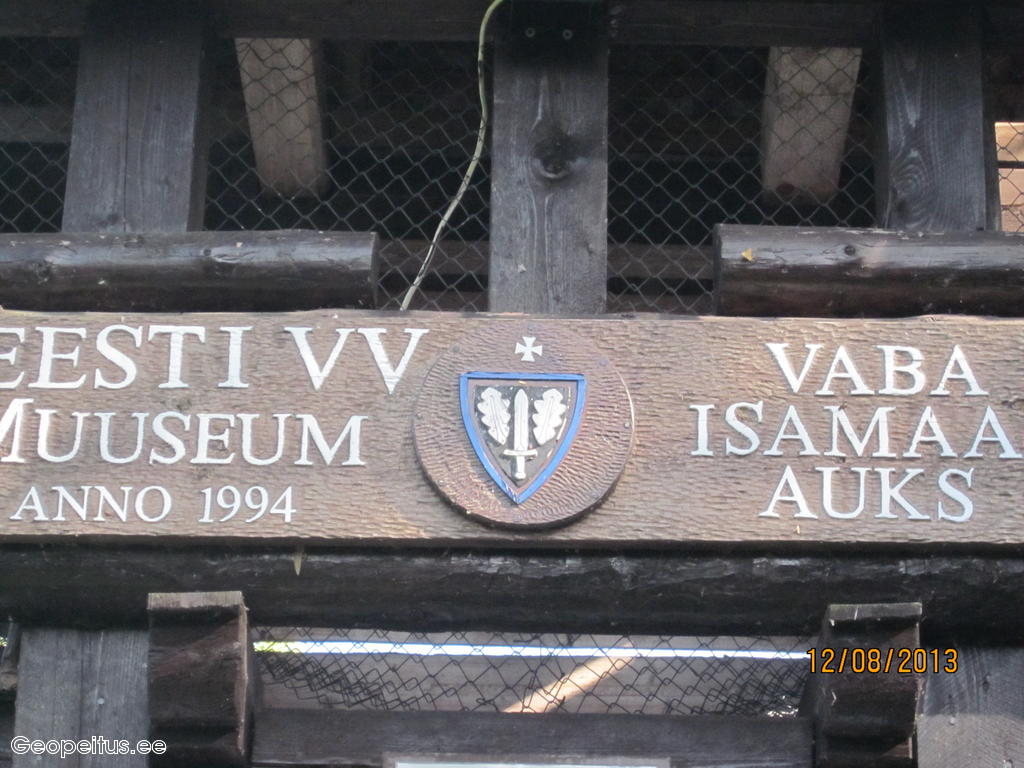 EESTI VV
MUUSEUM
ANNO 1994
VABA
ISAMAA
AUKS
12/08/2013
Geopeitus.ee